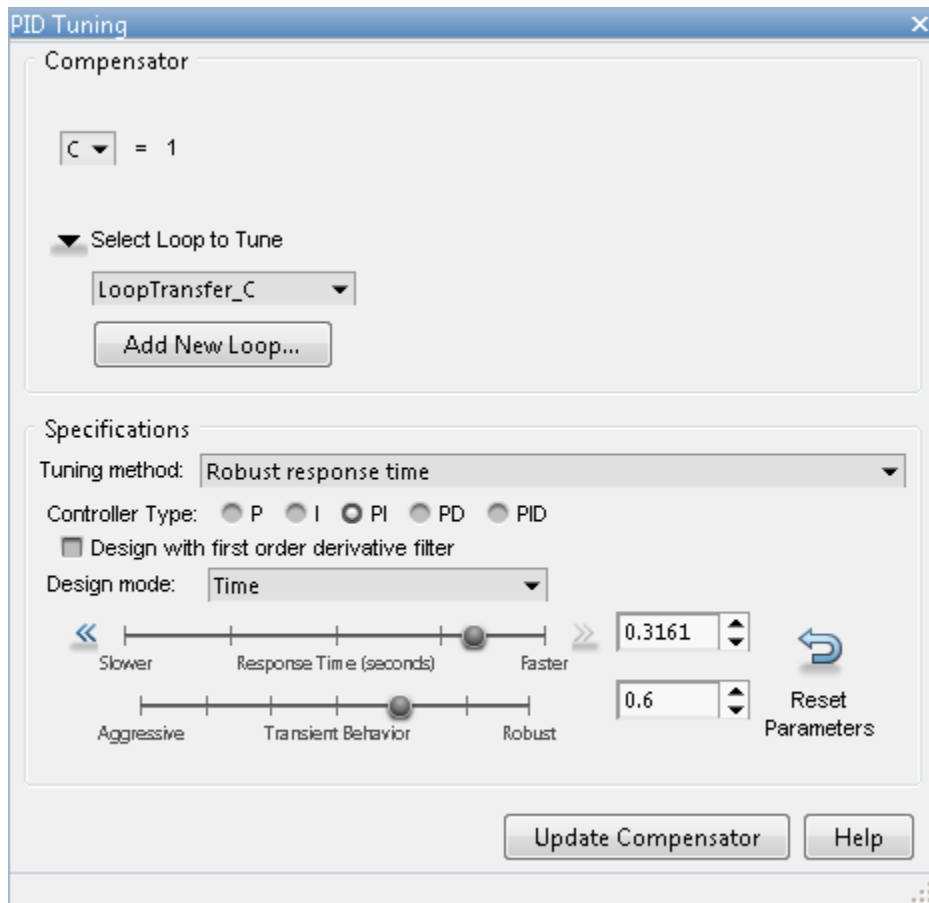 PID Tuning
Compensator
C = 1
Select Loop to Tune
LoopTransfer_C
Add New Loop...
Specifications
Tuning method: Robust response time
Controller Type: P I PI PD PID
Design with first order derivative filter
Design mode: Time
0.3161
Slower Response Time (seconds) Faster
0.6
Aggressive Transient Behavior Robust
Reset
Parameters
Update Compensator Help